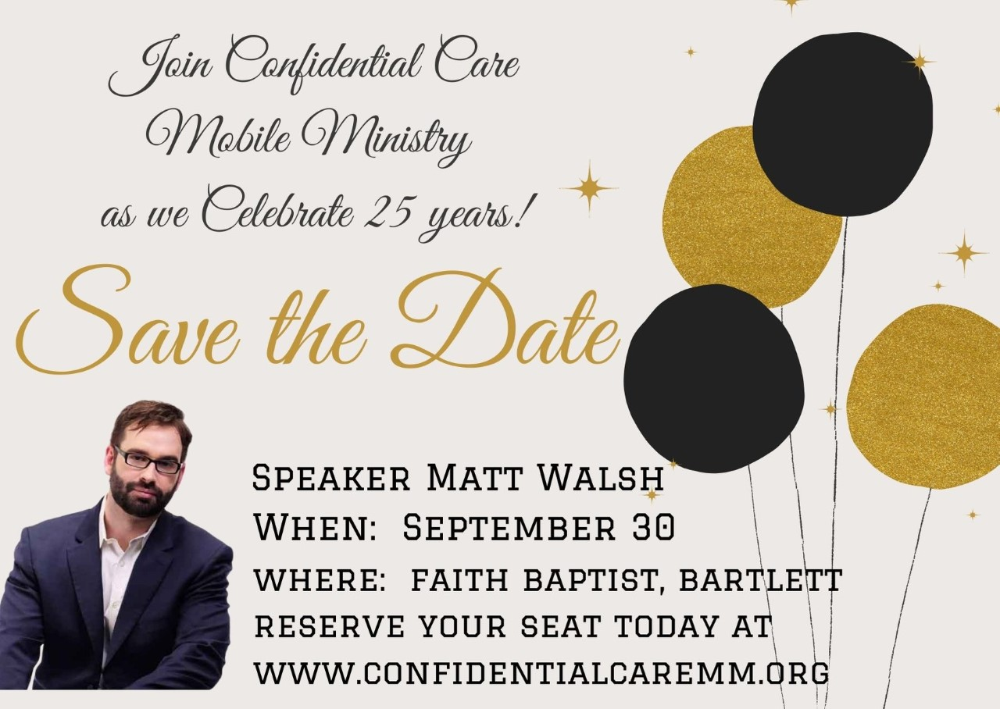 Join Confidential Care
Mobile Ministry
as we Celebrate 25 years!
Save the Date
Speaker Matt Walsh
When: September 30
where: faith baptist, bartlett
reserve your seat today at
www.confidentialcaremm.org